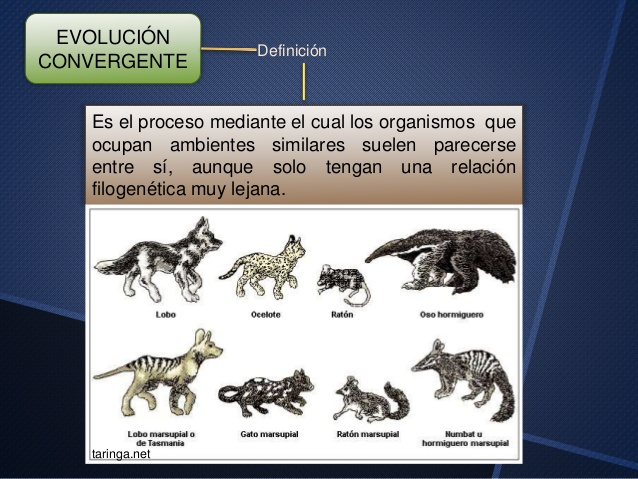 EVOLUCIÓN
CONVERGENTE
Definición
Es el proceso mediante el cual los organismos que
ocupan ambientes similares suelen parecerse
entre sí, aunque solo tengan una relación
filogenética muy lejana.
Lobo
Ocelote
Ratón
Oso hormiguero
Lobo marsupial o
de Tasmania
Gato marsupial
Ratón marsupial
Numbat u
hormiguero marsupial
taringa.net